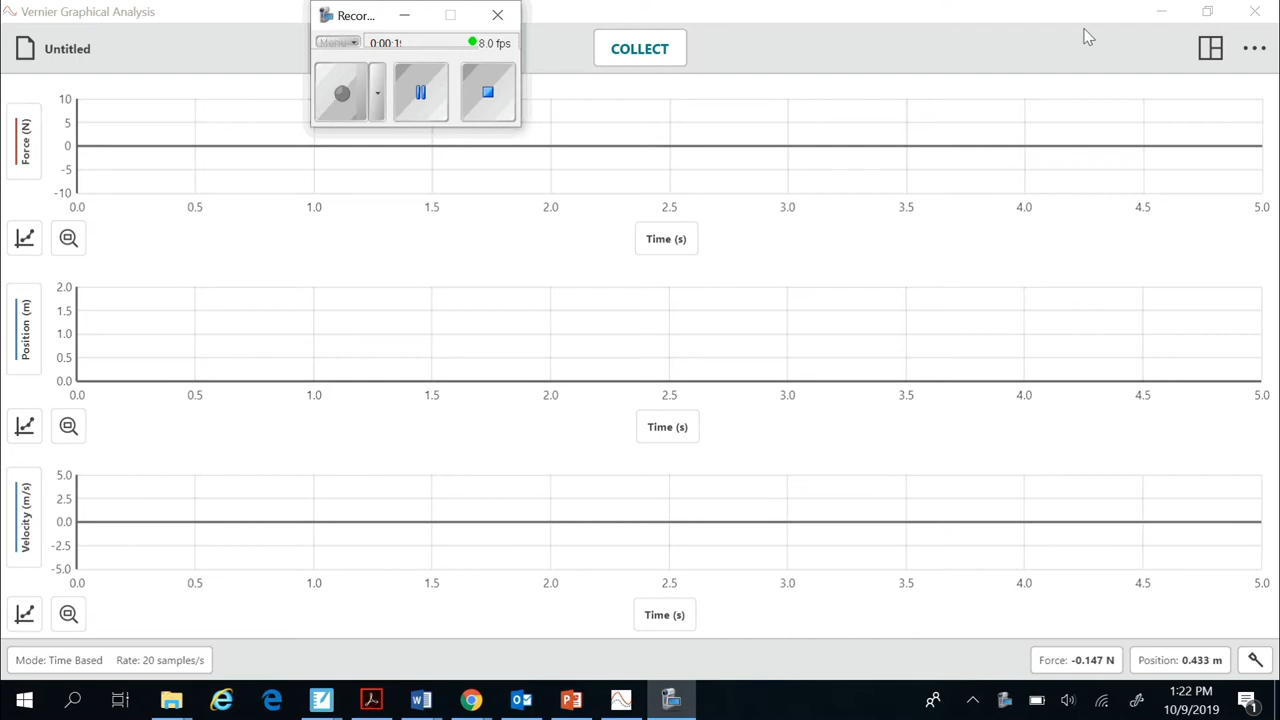 Vernier Graphical Analysis
Recor...
Untitled
Menu
0:00:1
8.0 fps
COLLECT
Force (N)
10
5
0
-5
-10
0.0 0.5 1.0 1.5 2.0 2.5 3.0 3.5 4.0 4.5 5.0
Time (s)
Position (m)
2.0
1.5
1.0
0.5
0.0
0.0 0.5 1.0 1.5 2.0 2.5 3.0 3.5 4.0 4.5 5.0
Time (s)
Velocity (m/s)
5.0
2.5
0.0
-2.5
-5.0
0.0 0.5 1.0 1.5 2.0 2.5 3.0 3.5 4.0 4.5 5.0
Time (s)
Mode: Time Based Rate: 20 samples/s
Force: -0.147 N
Position: 0.433 m
1:22 PM
10/9/2019
1